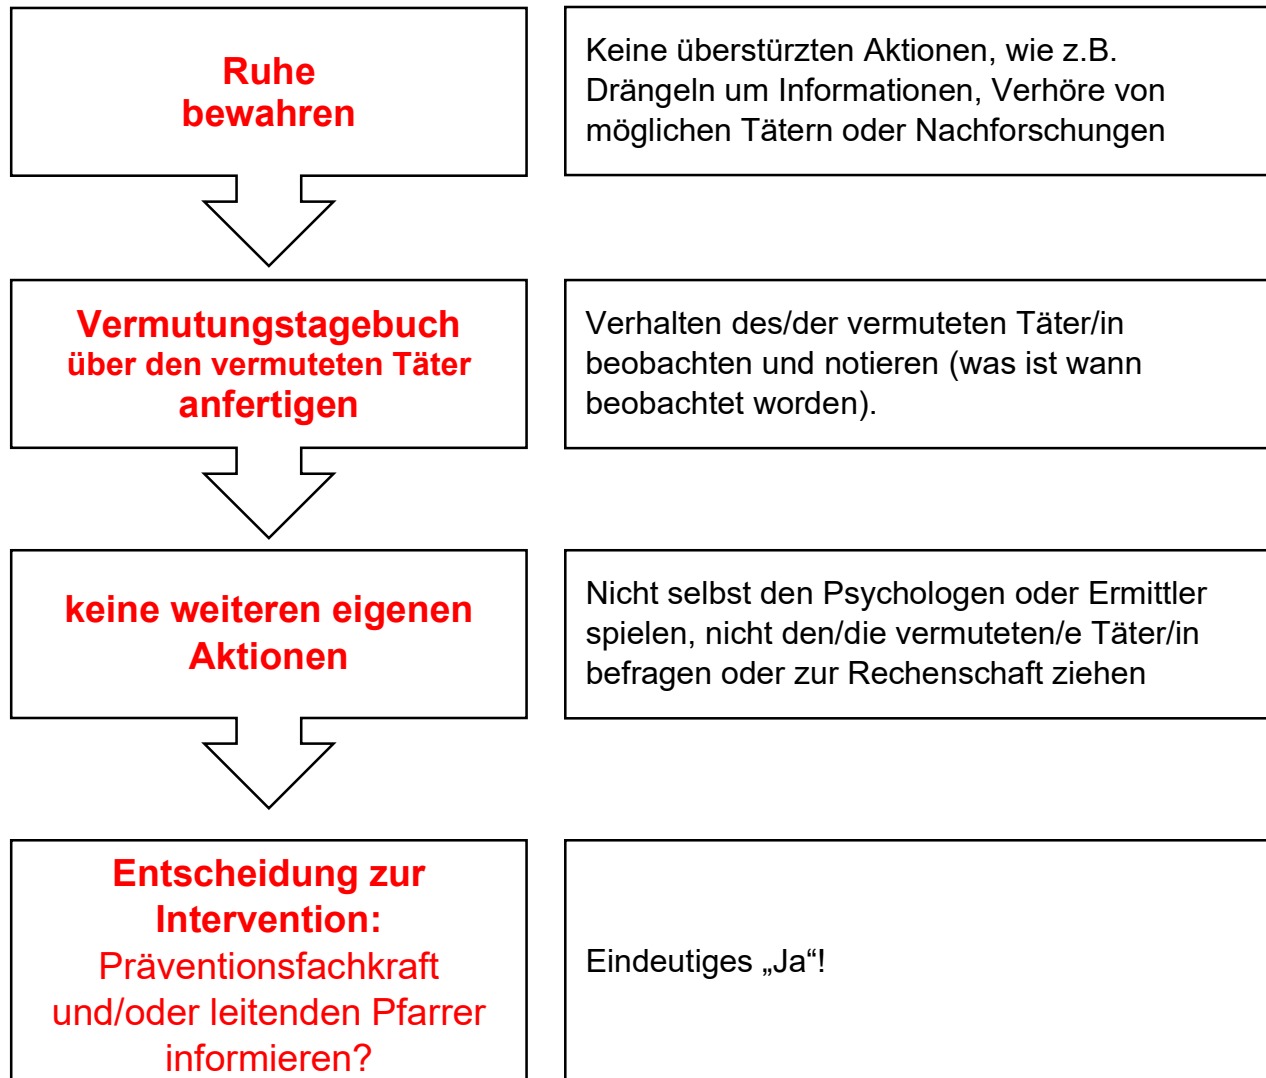 Ruhe
bewahren
Keine überstürzten Aktionen, wie z.B.
Drängeln um Informationen, Verhöre von
möglichen Tätern oder Nachforschungen
Vermutungstagebuch
über den vermuteten Täter
anfertigen
Verhalten des/der vermuteten Täter/in
beobachten und notieren (was ist wann
beobachtet worden).
keine weiteren eigenen
Aktionen
Nicht selbst den Psychologen oder Ermittler
spielen, nicht den/die vermuteten/e Täter/in
befragen oder zur Rechenschaft ziehen
Entscheidung zur
Intervention:
Präventionsfachkraft
und/oder leitenden Pfarrer
informieren?
Eindeutiges „Ja“!